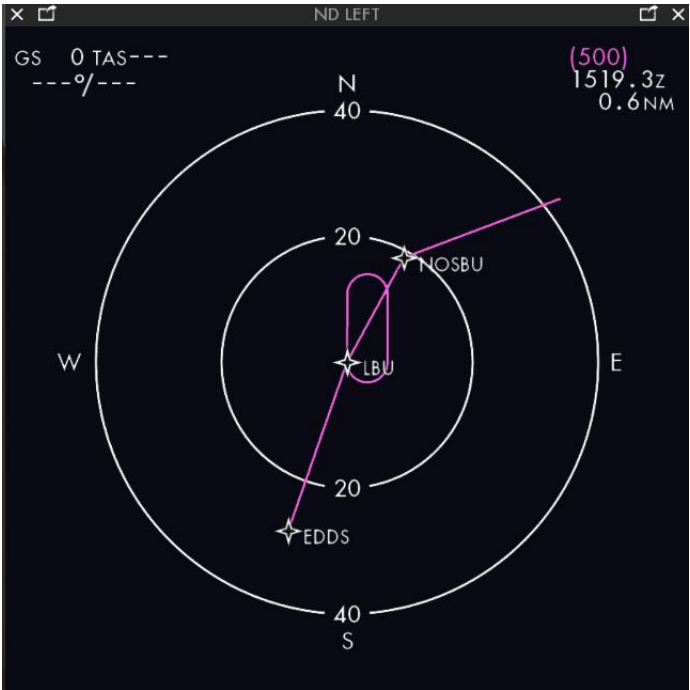 ND LEFT
GS 0 TAS---
---°/---
(500)
1519.3Z
0.6NM
N
40
20
NOSBU
W
LBU
E
20
EDDS
40
S